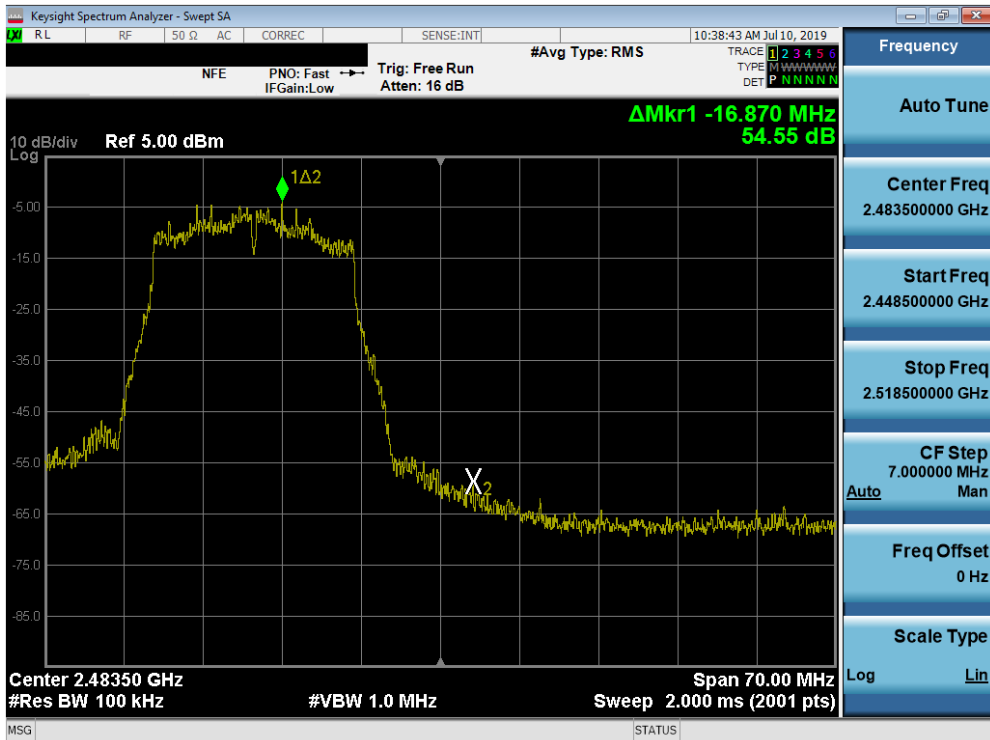 Keysight Spectrum Analyzer - Swept SA
LXI RL RF 50 Ω AC CORREC SENSE:INT 10:38:43 AM Jul 10, 2019
Frequency
NFE PNO: Fast Trig: Free Run #Avg Type: RMS TRACE 1 2 3 4 5 6
IFGain:Low Atten: 16 dB TYPE M WWWWW
DET P N N N N N
Auto Tune
ΔMkr1 -16.870 MHz
54.55 dB
10 dB/div Ref 5.00 dBm
Log
1Δ2
-5.00
-15.0
-25.0
-35.0
-45.0
-55.0
X2
-65.0
-75.0
-85.0
Center Freq
2.483500000 GHz
Start Freq
2.448500000 GHz
Stop Freq
2.518500000 GHz
CF Step
7.000000 MHz
Auto Man
Freq Offset
0 Hz
Scale Type
Log Lin
Center 2.48350 GHz Span 70.00 MHz
#Res BW 100 kHz #VBW 1.0 MHz Sweep 2.000 ms (2001 pts)
MSG STATUS